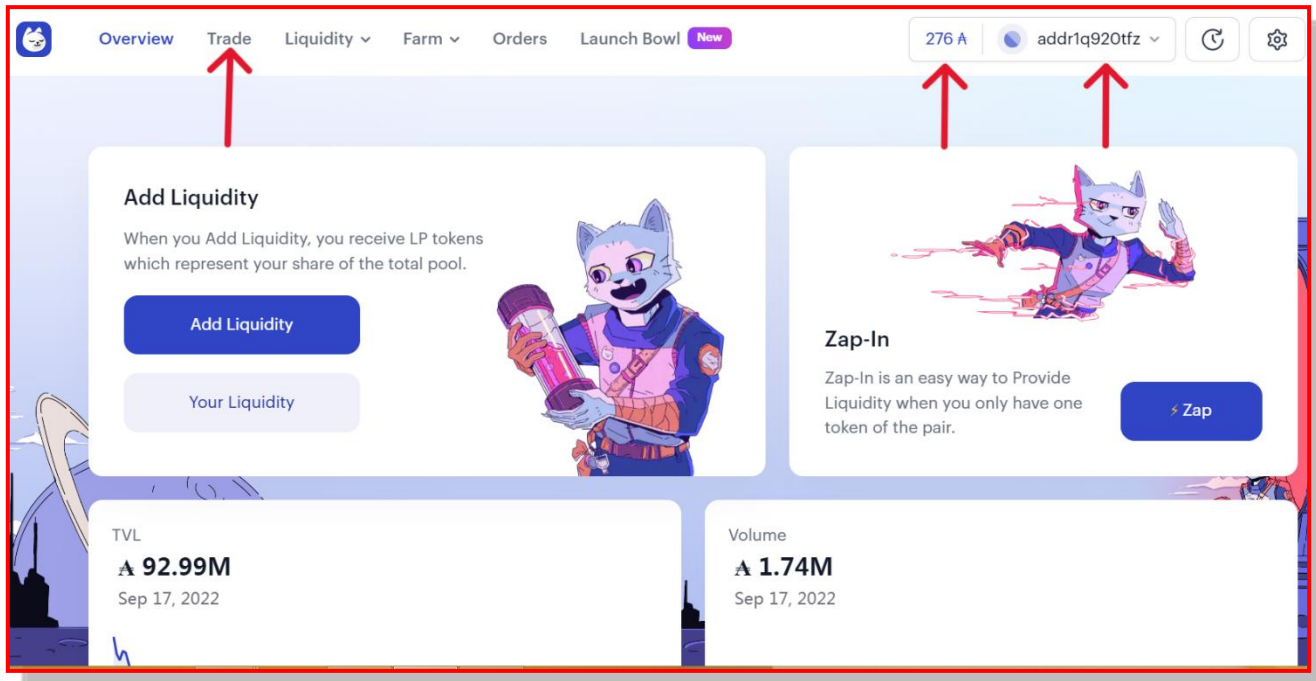 Overview Trade Liquidity Farm Orders Launch Bowl New 276 ₳ addr1q920tfz
Add Liquidity
When you Add Liquidity, you receive LP tokens
which represent your share of the total pool.
Add Liquidity
Your Liquidity
Zap-In
Zap-In is an easy way to Provide
Liquidity when you only have one
token of the pair.
⚡ Zap
TVL
₳ 92.99M
Sep 17, 2022
Volume
₳ 1.74M
Sep 17, 2022